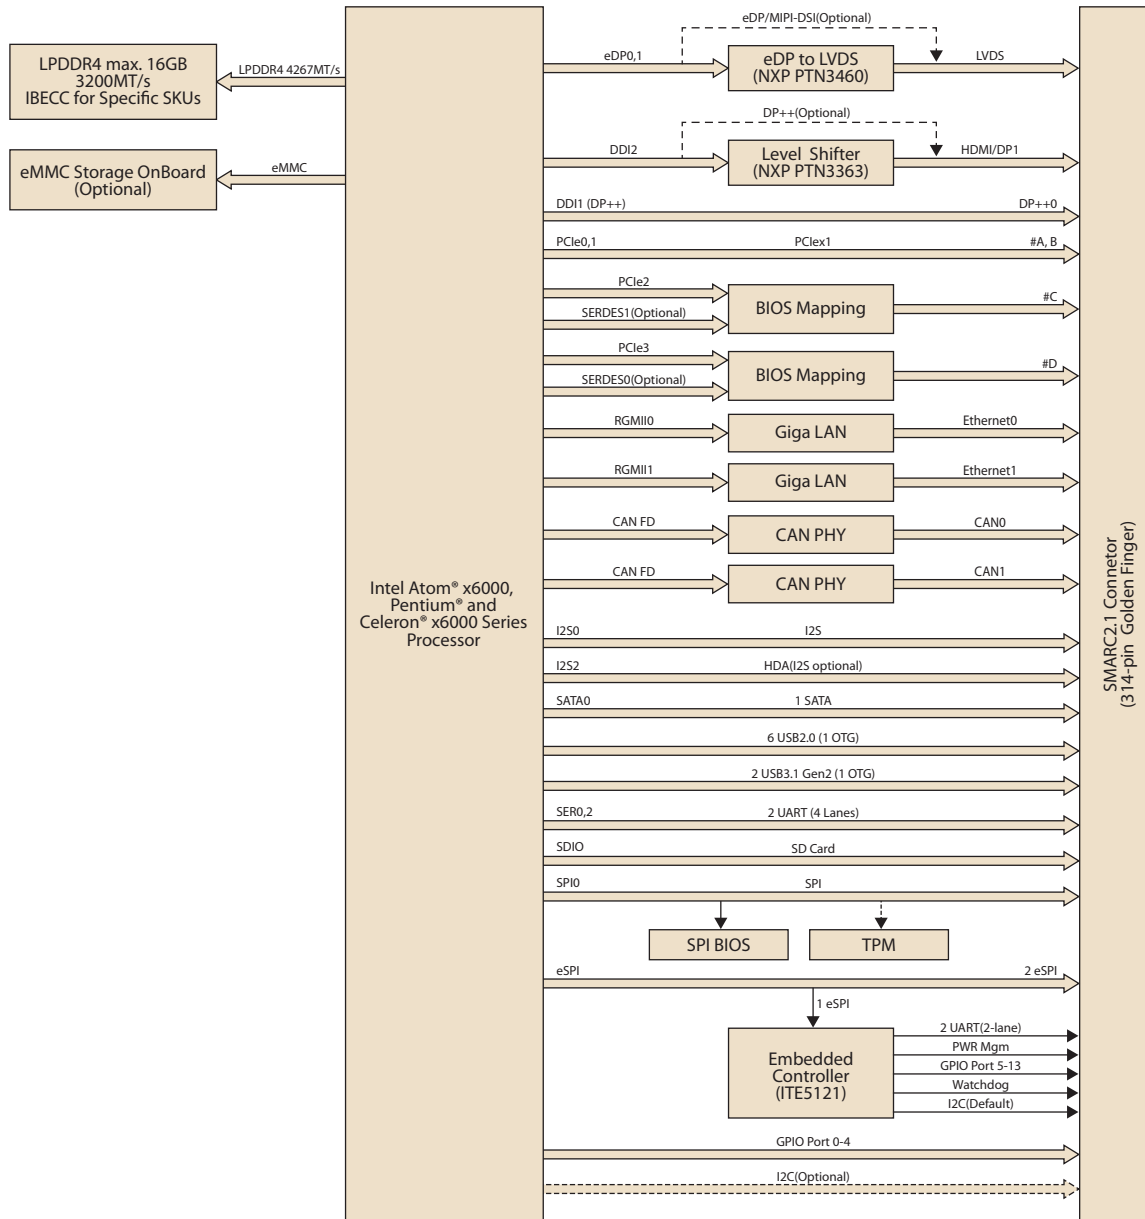 LPDDR4 max. 16GB
3200MT/s
IBECC for Specific SKUs
LPDDR4 4267MT/s
eMMC Storage OnBoard
(Optional)
eMMC
Intel Atom® x6000,
Pentium® and
Celeron® x6000 Series
Processor
eDP/MIPI-DSI(Optional)
eDP0,1
eDP to LVDS
(NXP PTN3460)
LVDS
DP++(Optional)
DDI2
Level Shifter
(NXP PTN3363)
HDMI/DP1
DDI1 (DP++)
DP++0
PCIe0,1
PCIex1
#A, B
PCIe2
SERDES1(Optional)
BIOS Mapping
#C
PCIe3
SERDES0(Optional)
BIOS Mapping
#D
RGMII0
Giga LAN
Ethernet0
RGMII1
Giga LAN
Ethernet1
CAN FD
CAN PHY
CAN0
CAN FD
CAN PHY
CAN1
I2S0
I2S
I2S2
HDA(I2S optional)
SATA0
1 SATA
6 USB2.0 (1 OTG)
2 USB3.1 Gen2 (1 OTG)
SER0,2
2 UART (4 Lanes)
SDIO
SD Card
SPI0
SPI
SPI BIOS
TPM
eSPI
2 eSPI
1 eSPI
Embedded
Controller
(ITE5121)
2 UART(2-lane)
PWR Mgm
GPIO Port 5-13
Watchdog
I2C(Default)
GPIO Port 0-4
I2C(Optional)
SMARC2.1 Connetor
(314-pin Golden Finger)